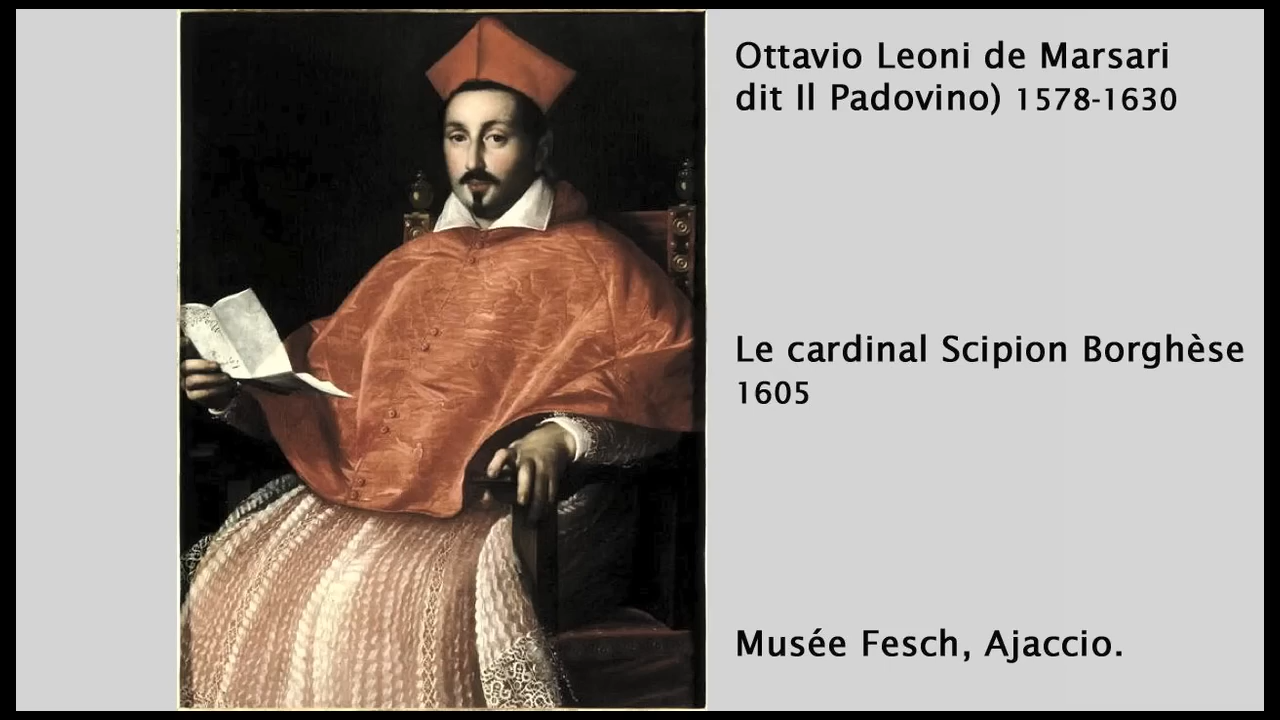 Ottavio Leoni de Marsari
dit Il Padovino) 1578-1630
Le cardinal Scipion Borghèse
1605
Musée Fesch, Ajaccio.